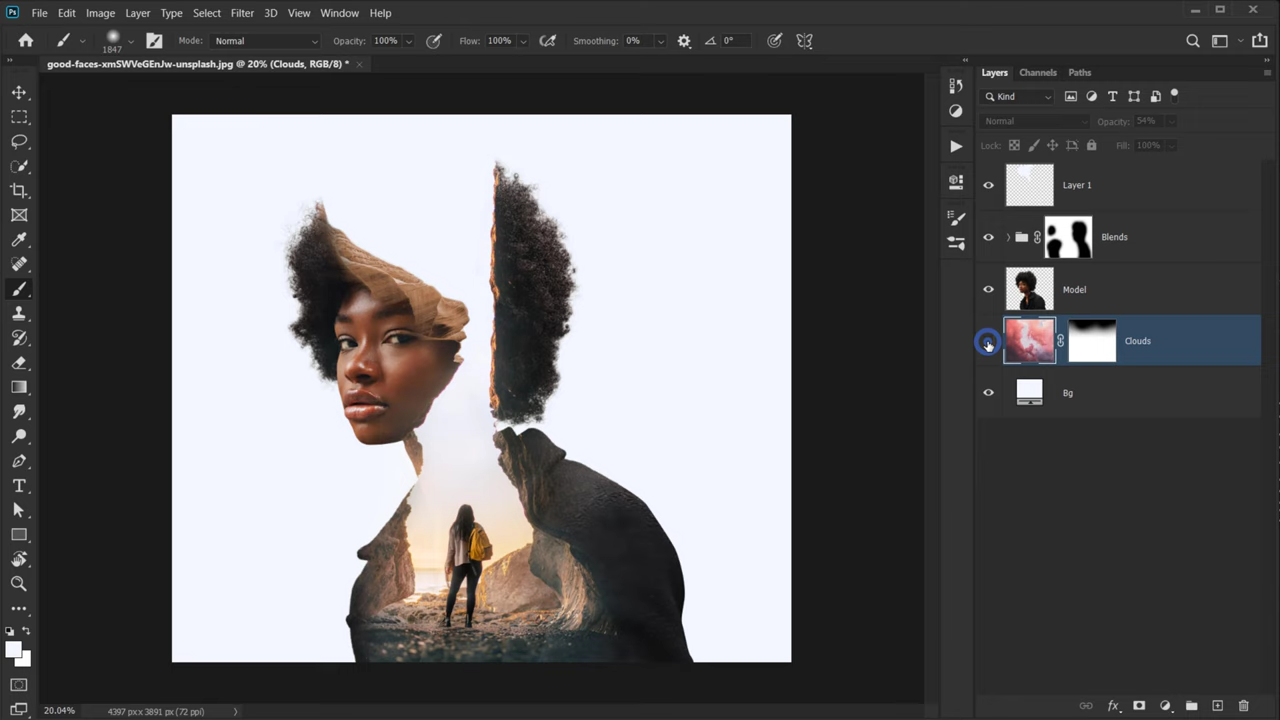 Ps File Edit Image Layer Type Select Filter 3D View Window Help
1847 Mode: Normal Opacity: 100% Flow: 100% Smoothing: 0% 0°
good-faces-xmSWVeGEnJw-unsplash.jpg @ 20% (Clouds, RGB/8) *
Layers Channels Paths
Kind
Normal Opacity: 54%
Lock: Fill: 100%
Layer 1
Blends
Model
Clouds
Bg
20.04% 4397 px x 3891 px (72 ppi)